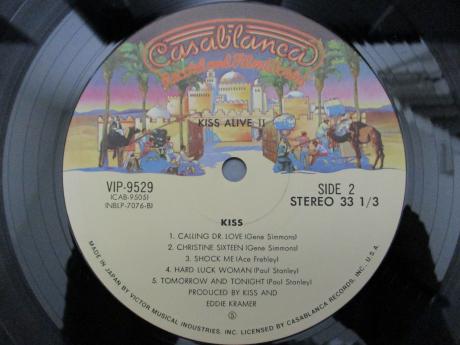 Casablanca
Record and FilmWorks
KISS ALIVE II
VIP-9529
(CAB-9505)
(NBLP-7076-B)
SIDE 2
STEREO 33 1/3
KISS
1. CALLING DR. LOVE (Gene Simmons)
2. CHRISTINE SIXTEEN (Gene Simmons)
3. SHOCK ME (Ace Frehley)
4. HARD LUCK WOMAN (Paul Stanley)
5. TOMORROW AND TONIGHT (Paul Stanley)
PRODUCED BY KISS AND
EDDIE KRAMER
S
MADE IN JAPAN BY VICTOR MUSICAL INDUSTRIES, INC. LICENSED BY CASABLANCA RECORDS, INC., U.S.A.